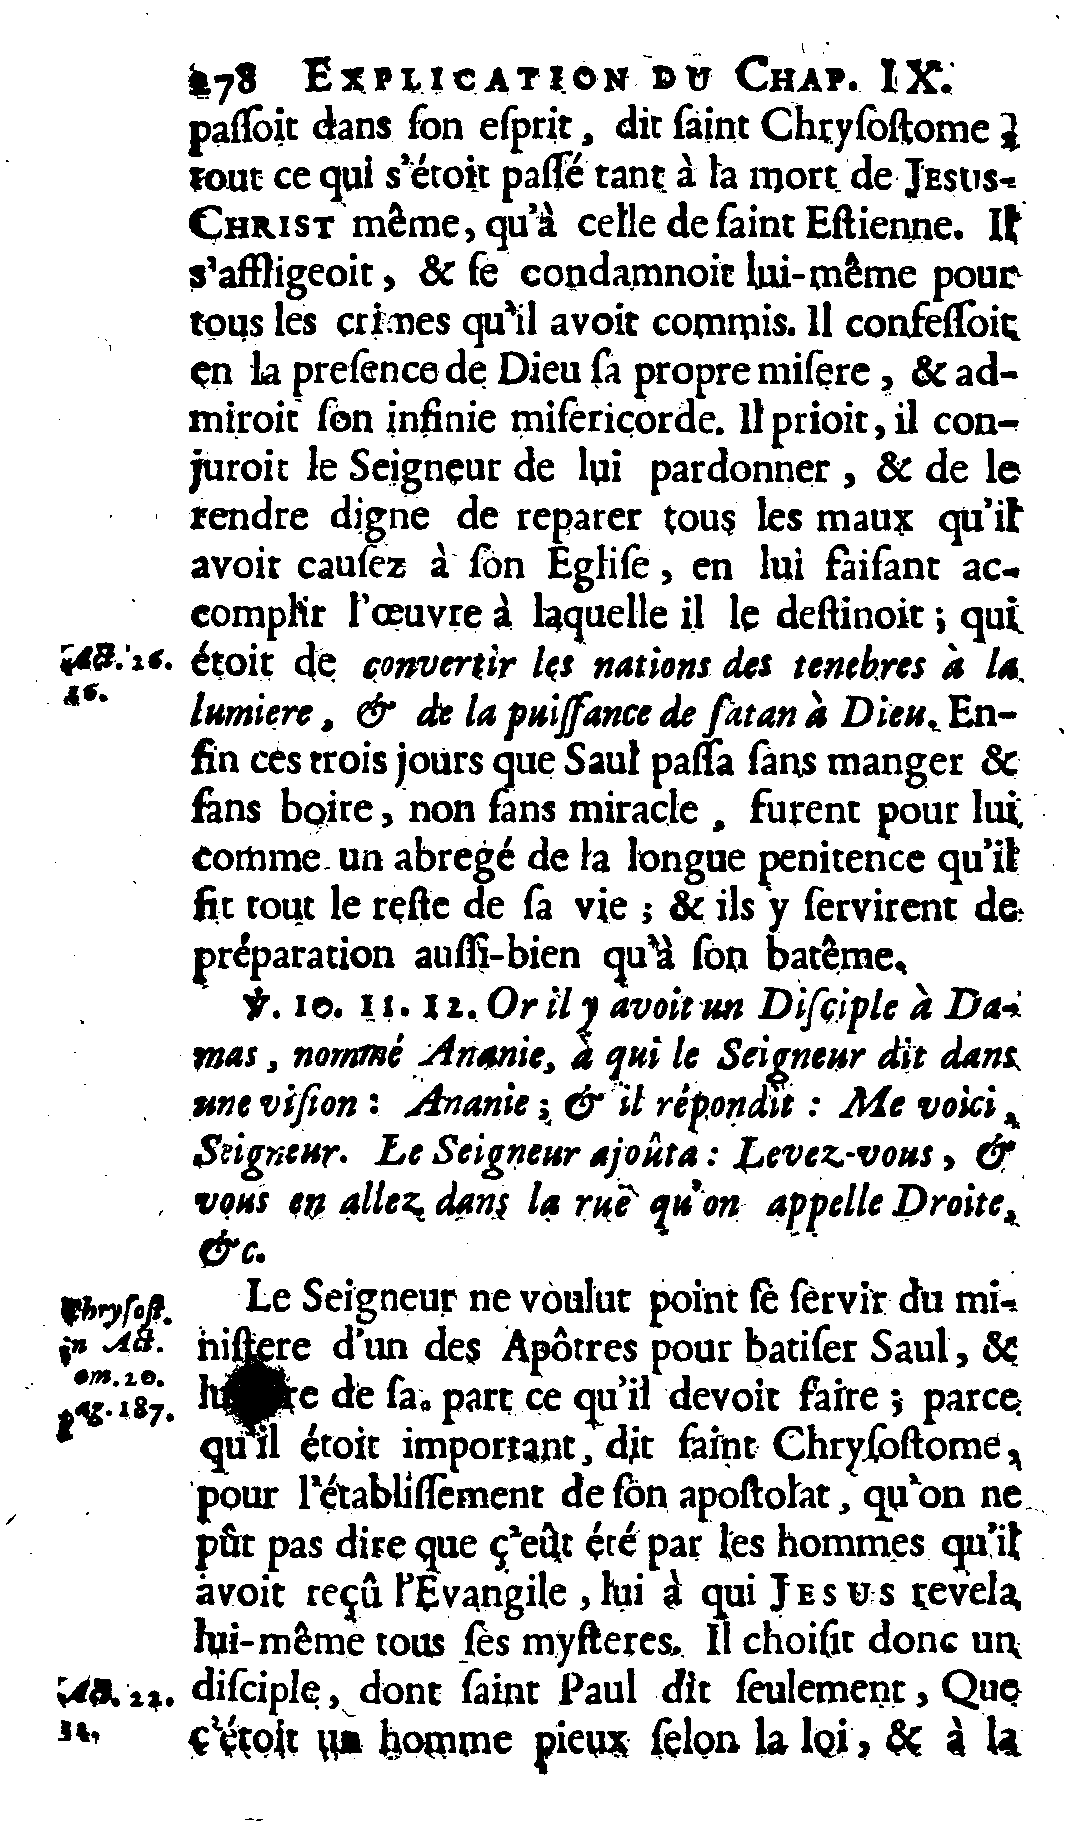 278 EXPLICATION DU CHAP. IX.
paſſoit dans ſon eſprit, dit ſaint Chryſoſtome,
tout ce qui s'étoit paſſé tant à la mort de JESUS-
CHRIST même, qu'à celle de ſaint Eſtienne. Il
s'affligeoit, & ſe condamnoit lui-même pour
tous les crimes qu'il avoit commis. Il confeſſoit
en la preſence de Dieu ſa propre miſere, & ad-
miroit ſon infinie miſericorde. Il prioit, il con-
juroit le Seigneur de lui pardonner, & de le
rendre digne de reparer tous les maux qu'il
avoit cauſez à ſon Egliſe, en lui faiſant ac-
complir l'œuvre à laquelle il le deſtinoit; qui
Act. 26. étoit de convertir les nations des tenebres à la
lumiere, & de la puiſſance de ſatan à Dieu. En-
fin ces trois jours que Saul paſſa ſans manger &
ſans boire, non ſans miracle, furent pour lui
comme un abregé de la longue penitence qu'il
fit tout le reſte de ſa vie; & ils y ſervirent de
préparation auſſi-bien qu'à ſon batême.
℣. 10. 11. 12. Or il y avoit un Diſciple à Da-
mas, nommé Ananie, à qui le Seigneur dit dans
une viſion: Ananie; & il répondit: Me voici,
Seigneur. Le Seigneur ajoûta: Levez-vous, &
vous en allez dans la ruë qu'on appelle Droite,
&c.
Chryſoſt. Le Seigneur ne voulut point ſe ſervir du mi-
in Act. niſtere d'un des Apôtres pour batiſer Saul, &
om. 20. de ſa part ce qu'il devoit faire; parce
pag. 187. qu'il étoit important, dit ſaint Chryſoſtome,
pour l'établiſſement de ſon apoſtolat, qu'on ne
pût pas dire que ç'eût été par les hommes qu'il
avoit reçû l'Evangile, lui à qui JESUS revela
lui-même tous ſes myſteres. Il choiſit donc un
Act. 22. diſciple, dont ſaint Paul dit ſeulement, Que
12. ç'étoit un homme pieux ſelon la loi, & à la